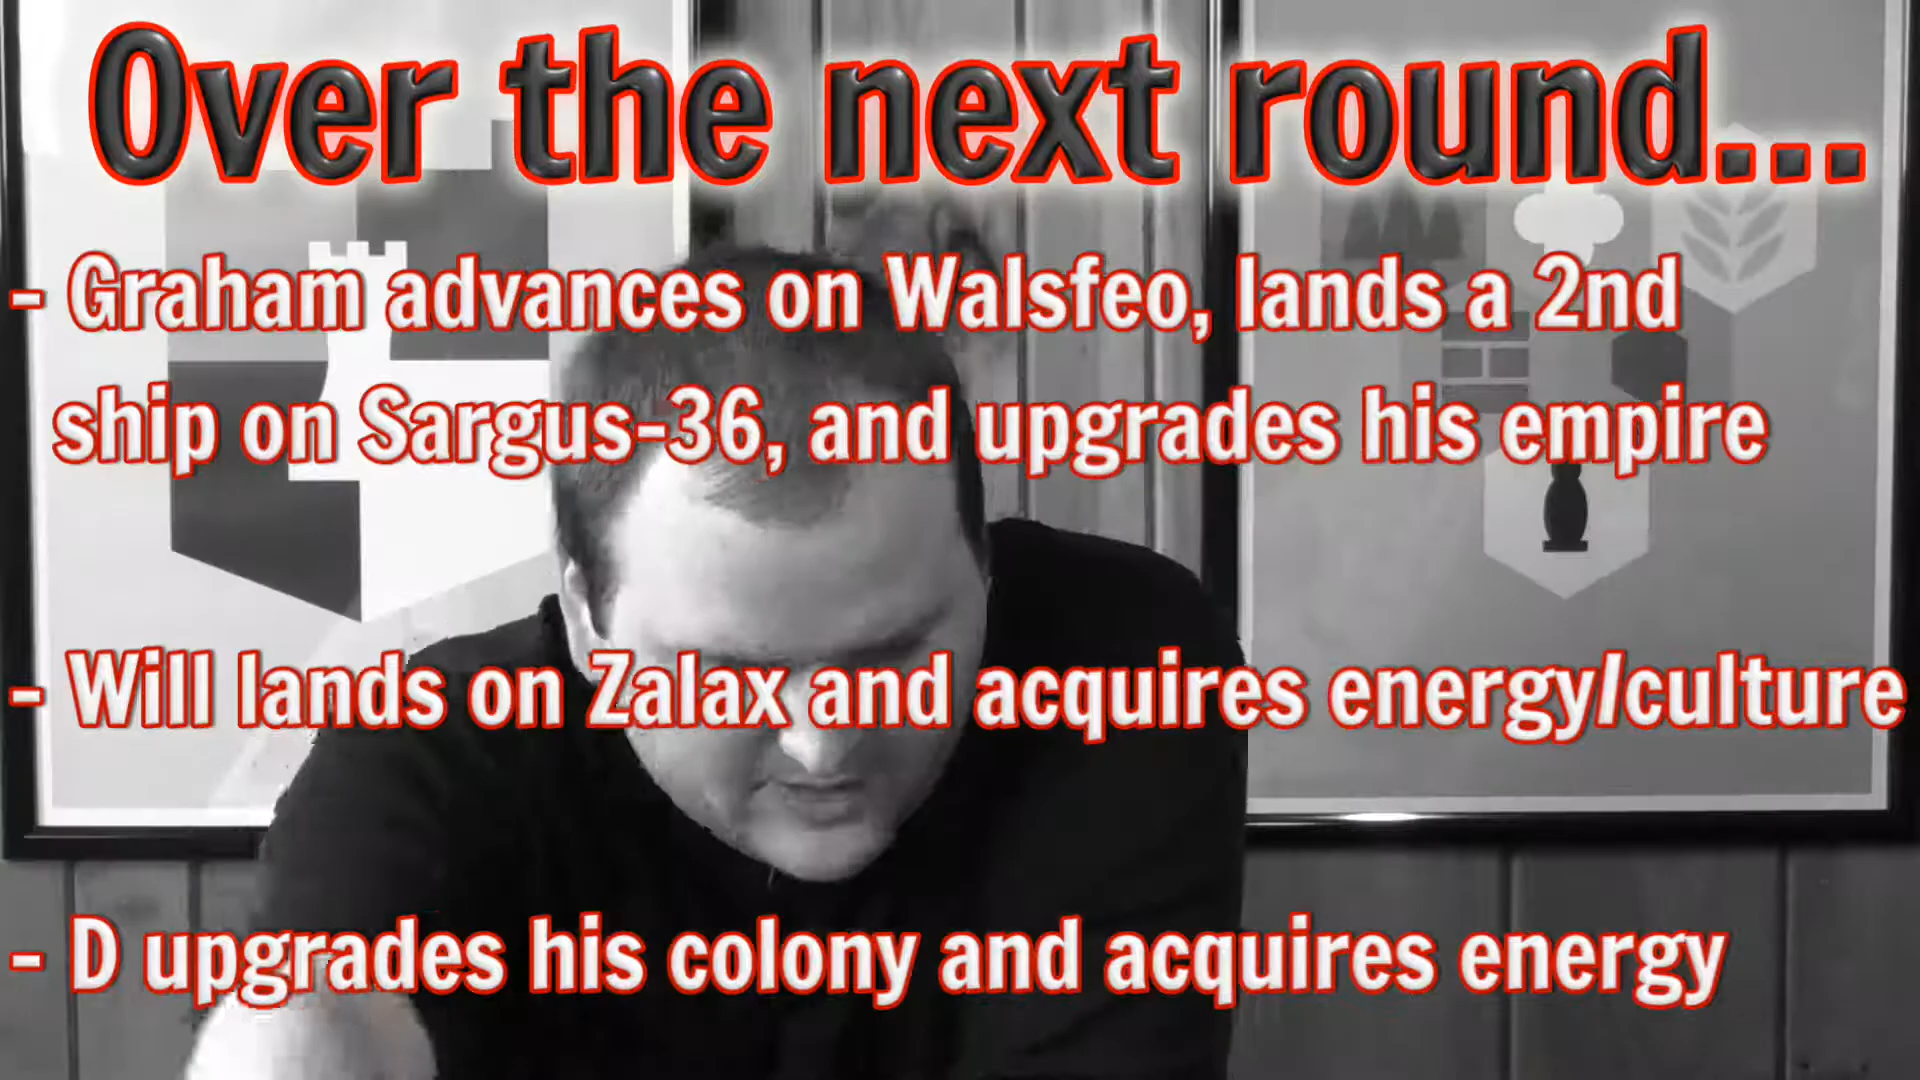 Over the next round...
- Graham advances on Walsfeo, lands a 2nd
ship on Sargus-36, and upgrades his empire
- Will lands on Zalax and acquires energy/culture
- D upgrades his colony and acquires energy